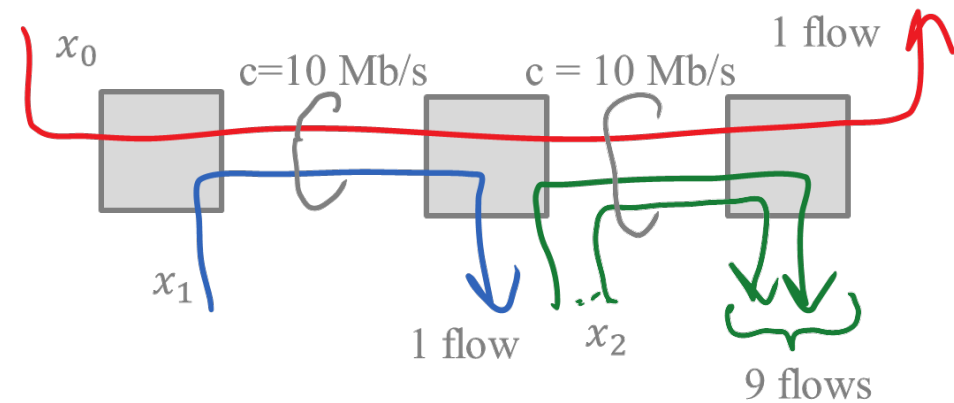 x₀
1 flow
c=10 Mb/s
c = 10 Mb/s
x₁
1 flow
x₂
9 flows